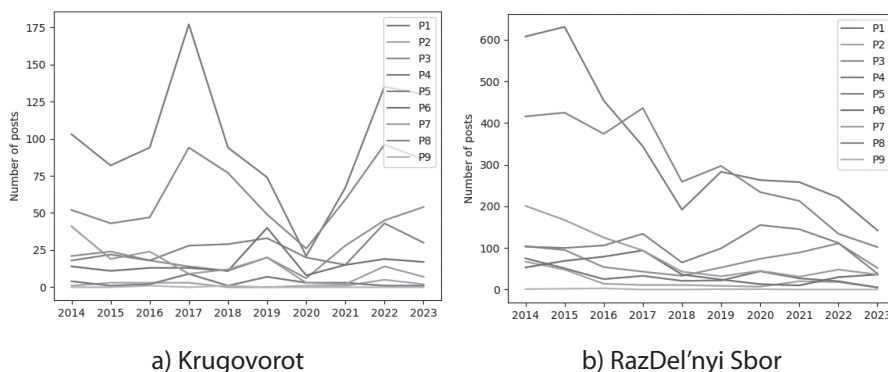 175
150
125
100
75
50
25
0
Number of posts
2014 2015 2016 2017 2018 2019 2020 2021 2022 2023
P1
P2
P3
P4
P5
P6
P7
P8
P9
a) Krugovorot
600
500
400
300
200
100
0
Number of posts
2014 2015 2016 2017 2018 2019 2020 2021 2022 2023
P1
P2
P3
P4
P5
P6
P7
P8
P9
b) RazDel’nyi Sbor